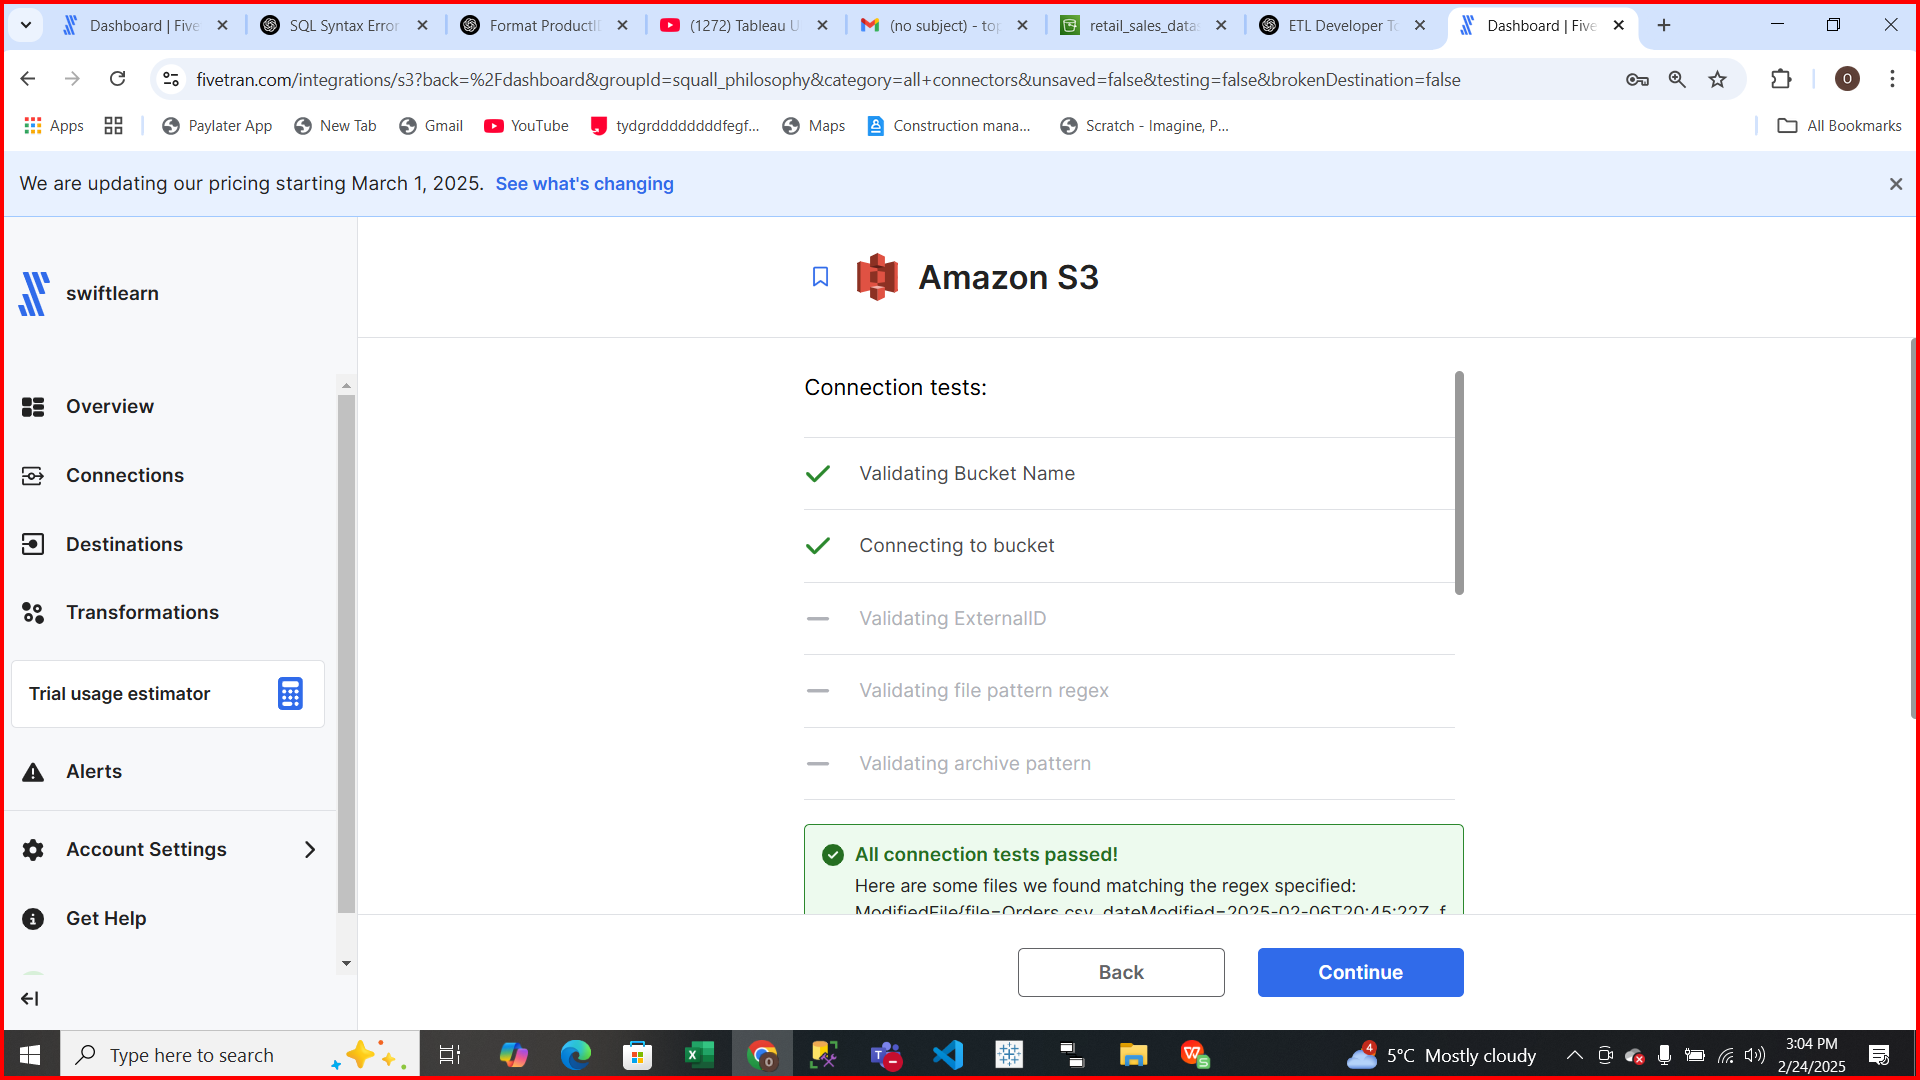 Dashboard | Five
SQL Syntax Error
Format ProductI
(1272) Tableau U
(no subject) - top
retail_sales_datas
ETL Developer To
Dashboard | Five
fivetran.com/integrations/s3?back=%2Fdashboard&groupId=squall_philosophy&category=all+connectors&unsaved=false&testing=false&brokenDestination=false
O
Apps
Paylater App
New Tab
Gmail
YouTube
tydgrdddddddfegf...
Maps
Construction mana...
Scratch - Imagine, P...
All Bookmarks
We are updating our pricing starting March 1, 2025. See what's changing
swiftlearn
Overview
Connections
Destinations
Transformations
Trial usage estimator
Alerts
Account Settings
Get Help
Amazon S3
Connection tests:
Validating Bucket Name
Connecting to bucket
Validating ExternalID
Validating file pattern regex
Validating archive pattern
All connection tests passed!
Here are some files we found matching the regex specified:
ModifiedFile{file=Orders.csv, dateModified=2025-02-06T20:45:22Z, f
Back
Continue
Type here to search
4
5°C Mostly cloudy
3:04 PM
2/24/2025